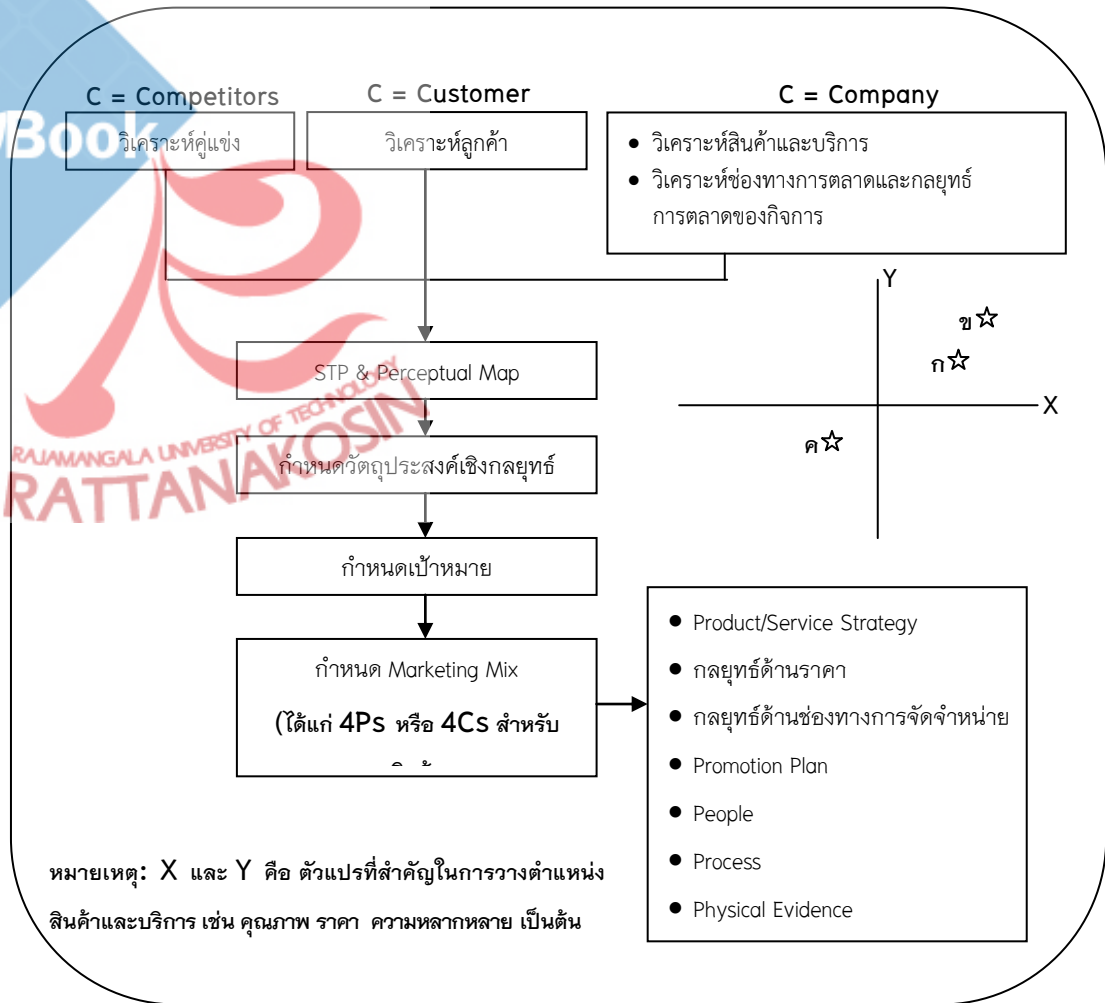 C = Competitors
C = Customer
C = Company
Book
วิเคราะห์คู่แข่ง
วิเคราะห์ลูกค้า
● วิเคราะห์สินค้าและบริการ
● วิเคราะห์ช่องทางการตลาดและกลยุทธ์
การตลาดของกิจการ
Y
ข
ก
X
ค
STP & Perceptual Map
RAJAMANGALA UNIVERSITY OF TECHNOLOGY
RATTANAKOSIN
กำหนดวัตถุประสงค์เชิงกลยุทธ์
กำหนดเป้าหมาย
กำหนด Marketing Mix
(ได้แก่ 4Ps หรือ 4Cs สำหรับ
● Product/Service Strategy
● กลยุทธ์ด้านราคา
● กลยุทธ์ด้านช่องทางการจัดจำหน่าย
● Promotion Plan
● People
● Process
● Physical Evidence
หมายเหตุ: X และ Y คือ ตัวแปรที่สำคัญในการวางตำแหน่ง
สินค้าและบริการ เช่น คุณภาพ ราคา ความหลากหลาย เป็นต้น